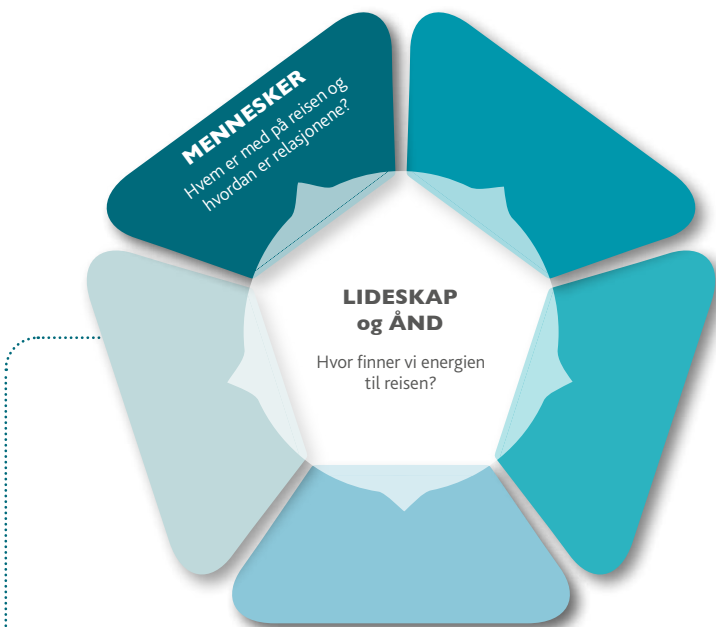 MENNESKER
Hvem er med på reisen og
hvordan er relasjonene?
LIDESKAP
og ÅND
Hvor finner vi energien
til reisen?